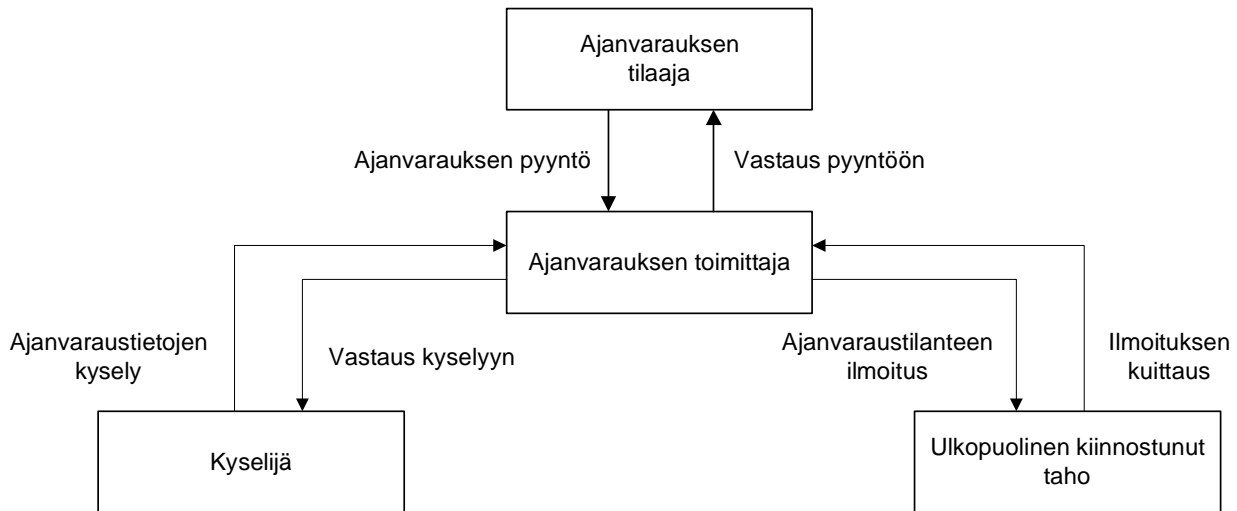 Ajanvarauksen
tilaaja
Ajanvarauksen pyyntö
Vastaus pyyntöön
Ajanvarauksen toimittaja
Ajanvaraustietojen
kysely
Vastaus kyselyyn
Ajanvaraustilanteen
ilmoitus
Ilmoituksen
kuittaus
Kyselijä
Ulkopuolinen kiinnostunut
taho